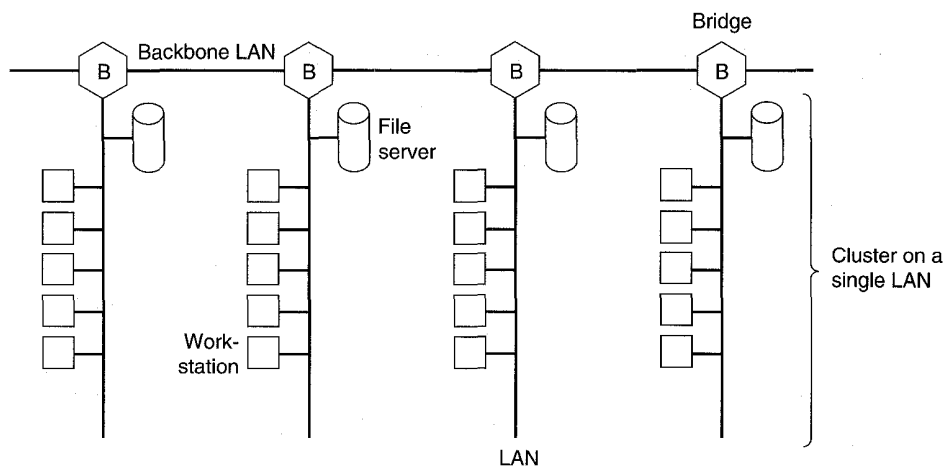 Bridge
Backbone LAN
B
B
B
B
File
server
Cluster on a
single LAN
Work-
station
LAN